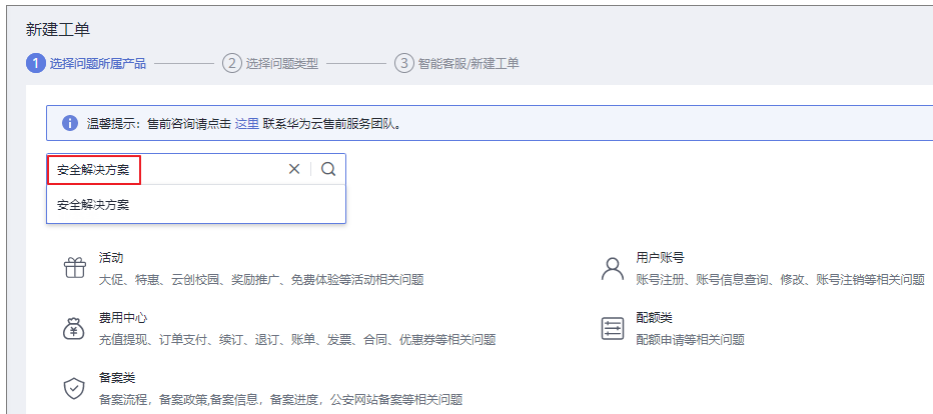 新建工单
1 选择问题所属产品 2 选择问题类型 3 智能客服/新建工单
温馨提示：售前咨询请点击 这里 联系华为云售前服务团队。
安全解决方案
安全解决方案
活动
大促、特惠、云创校园、奖励推广、免费体验等活动相关问题
用户账号
账号注册、账号信息查询、修改、账号注销等相关问题
费用中心
充值提现、订单支付、续订、退订、账单、发票、合同、优惠券等相关问题
配额类
配额申请等相关问题
备案类
备案流程，备案政策,备案信息，备案进度，公安网站备案等相关问题